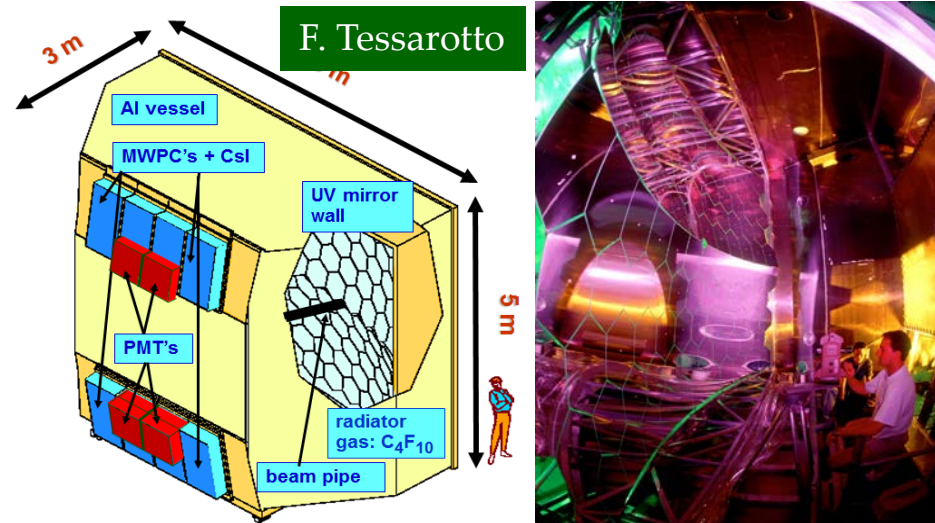 F. Tessarotto
3 m
m
Al vessel
MWPC's + CsI
UV mirror
wall
5 m
PMT's
radiator
gas: C₄F₁₀
beam pipe